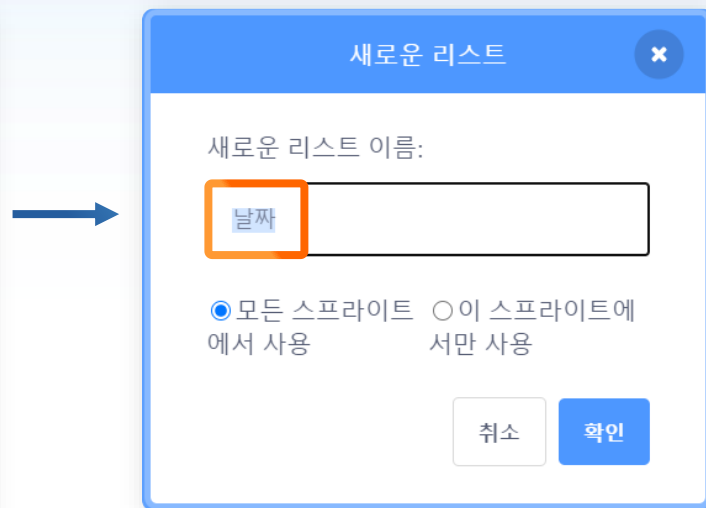 새로운 리스트
새로운 리스트 이름:
날짜
모든 스프라이트 이 스프라이트에
에서 사용 서만 사용
취소 확인